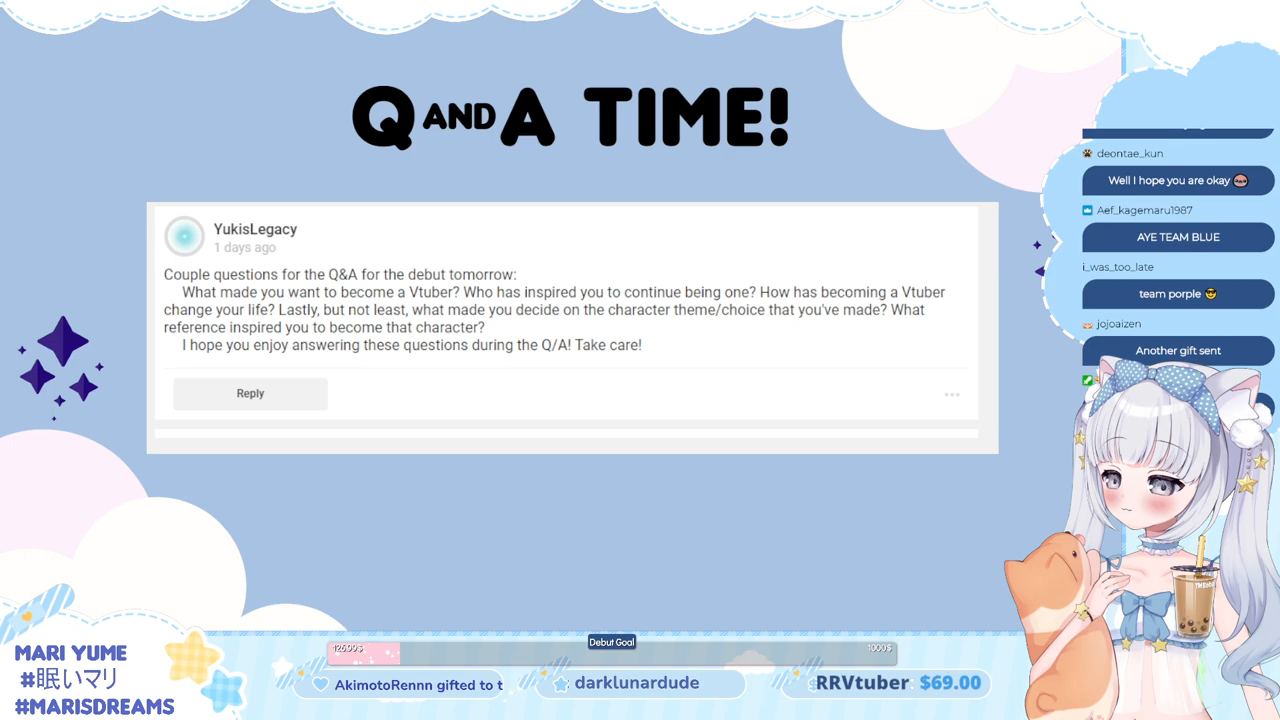 Q AND A TIME!
YukisLegacy
1 days ago
Couple questions for the Q&A for the debut tomorrow:
What made you want to become a Vtuber? Who has inspired you to continue being one? How has becoming a Vtuber
change your life? Lastly, but not least, what made you decide on the character theme/choice that you've made? What
reference inspired you to become that character?
I hope you enjoy answering these questions during the Q/A! Take care!
Reply
deontae_kun
Well I hope you are okay
Aef_kagemaru1987
AYE TEAM BLUE
i_was_too_late
team porple
jojoaizen
Another gift sent
MARI YUME
#眠いマリ
#MARISDREAMS
Debut Goal
126.99$
1000$
AkimotoRennn gifted to t
darklunardude
RRVtuber: $69.00